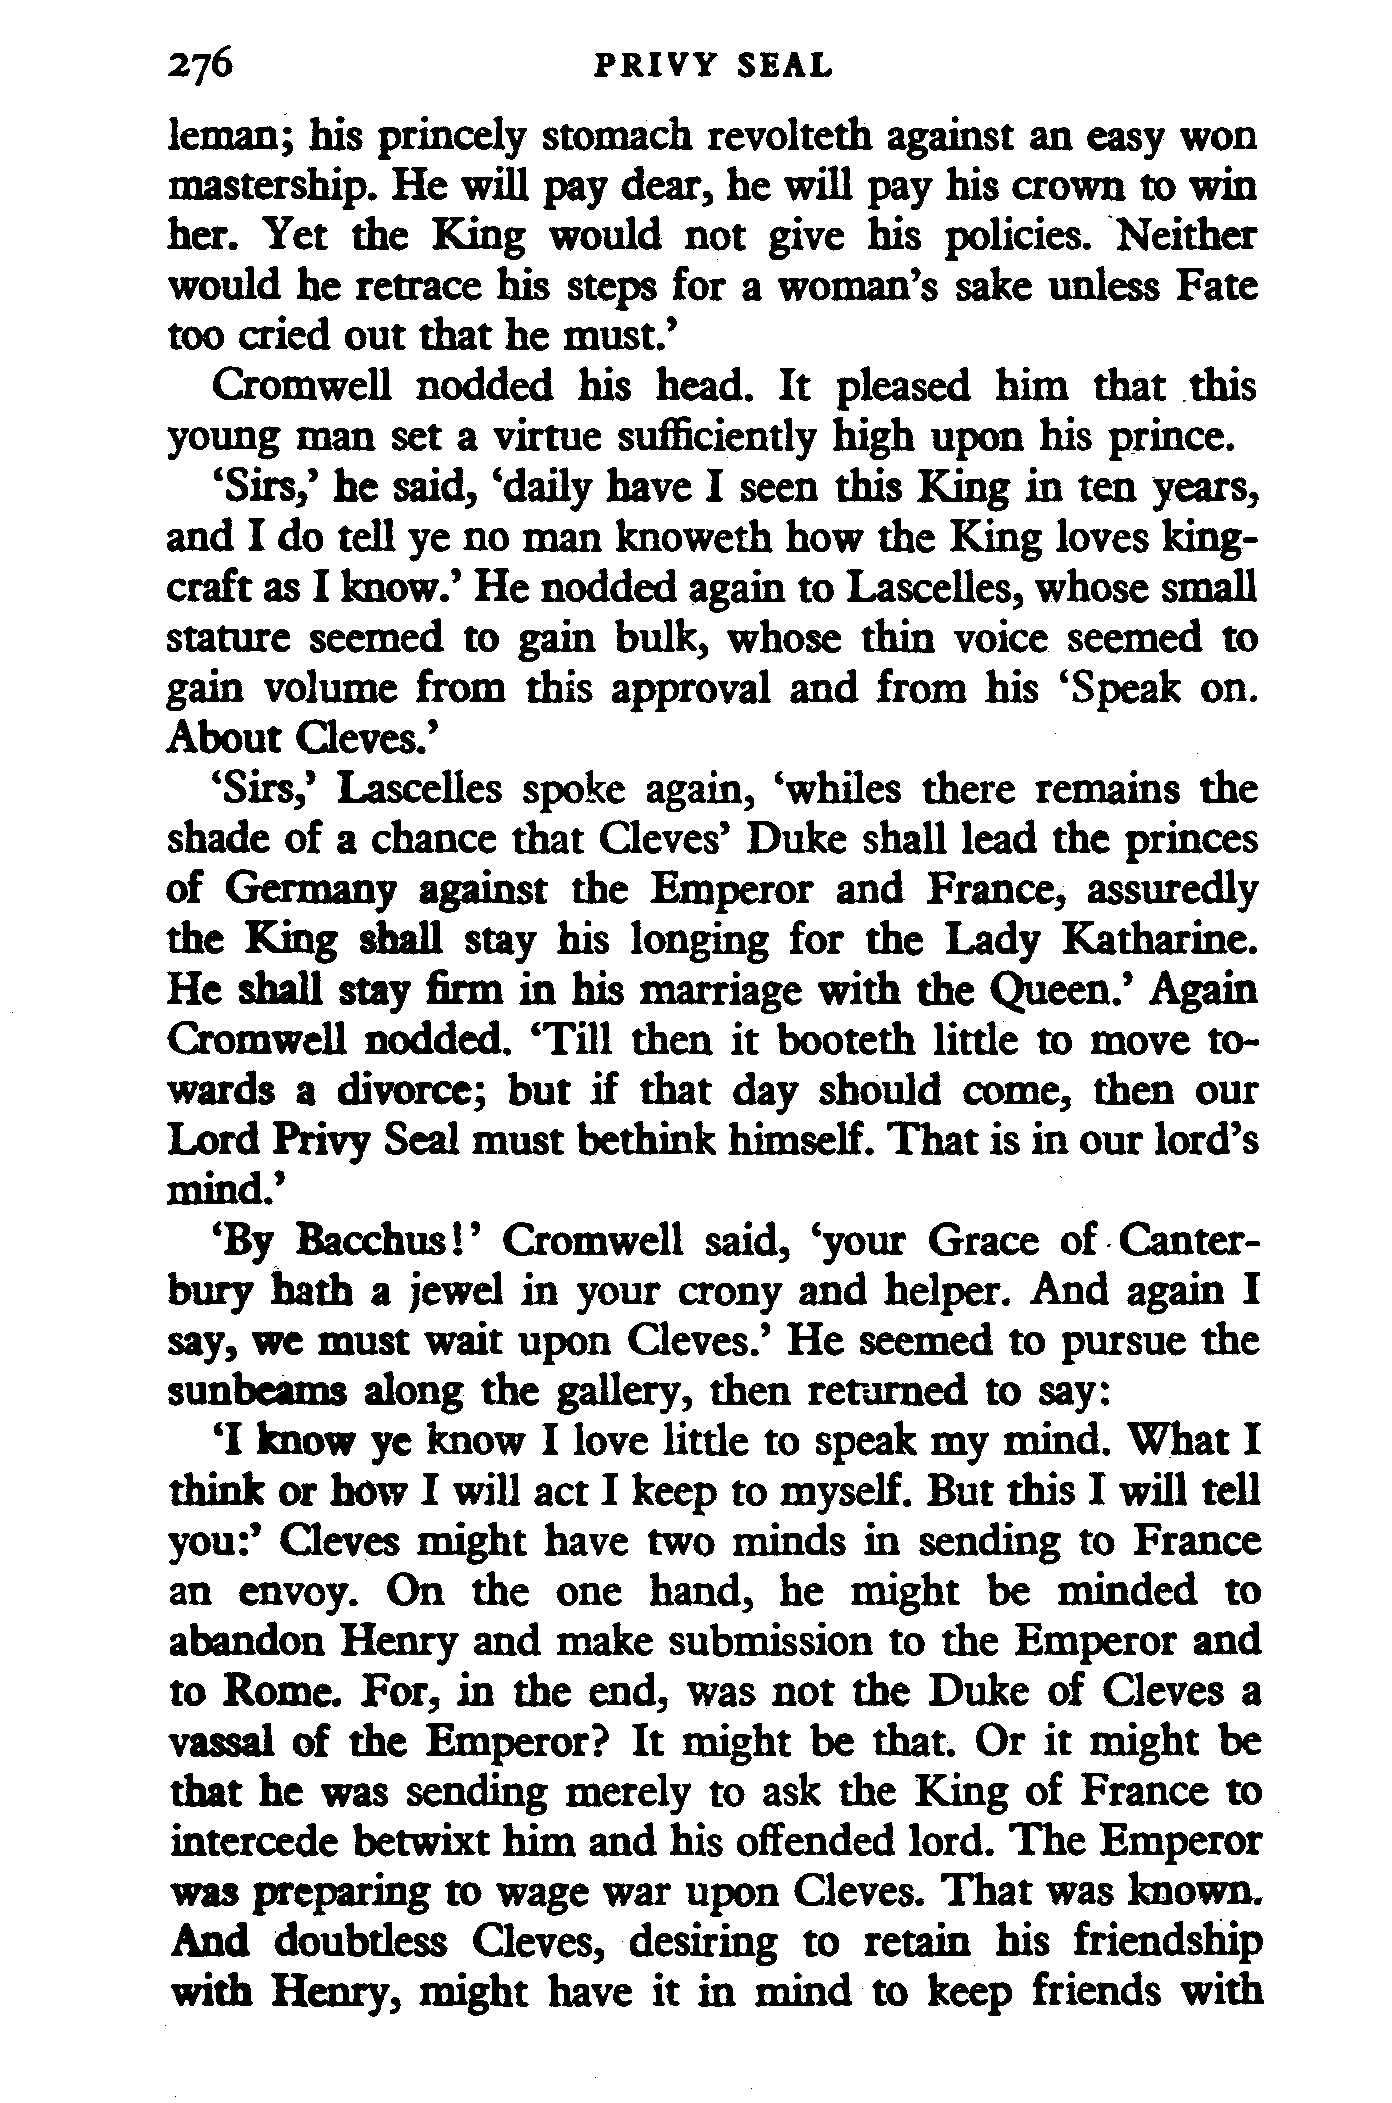 276 PRIVY SEAL
leman; his princely stomach revolteth against an easy won
mastership. He will pay dear, he will pay his crown to win
her. Yet the King would not give his policies. Neither
would he retrace his steps for a woman's sake unless Fate
too cried out that he must.'
Cromwell nodded his head. It pleased him that this
young man set a virtue sufficiently high upon his prince.
'Sirs,' he said, 'daily have I seen this King in ten years,
and I do tell ye no man knoweth how the King loves king-
craft as I know.' He nodded again to Lascelles, whose small
stature seemed to gain bulk, whose thin voice seemed to
gain volume from this approval and from his 'Speak on.
About Cleves.'
'Sirs,' Lascelles spoke again, 'whiles there remains the
shade of a chance that Cleves' Duke shall lead the princes
of Germany against the Emperor and France, assuredly
the King shall stay his longing for the Lady Katharine.
He shall stay firm in his marriage with the Queen.' Again
Cromwell nodded. 'Till then it booteth little to move to-
wards a divorce; but if that day should come, then our
Lord Privy Seal must bethink himself. That is in our lord's
mind.'
'By Bacchus!' Cromwell said, 'your Grace of Canter-
bury hath a jewel in your crony and helper. And again I
say, we must wait upon Cleves.' He seemed to pursue the
sunbeams along the gallery, then returned to say:
'I know ye know I love little to speak my mind. What I
think or how I will act I keep to myself. But this I will tell
you:' Cleves might have two minds in sending to France
an envoy. On the one hand, he might be minded to
abandon Henry and make submission to the Emperor and
to Rome. For, in the end, was not the Duke of Cleves a
vassal of the Emperor? It might be that. Or it might be
that he was sending merely to ask the King of France to
intercede betwixt him and his offended lord. The Emperor
was preparing to wage war upon Cleves. That was known.
And doubtless Cleves, desiring to retain his friendship
with Henry, might have it in mind to keep friends with